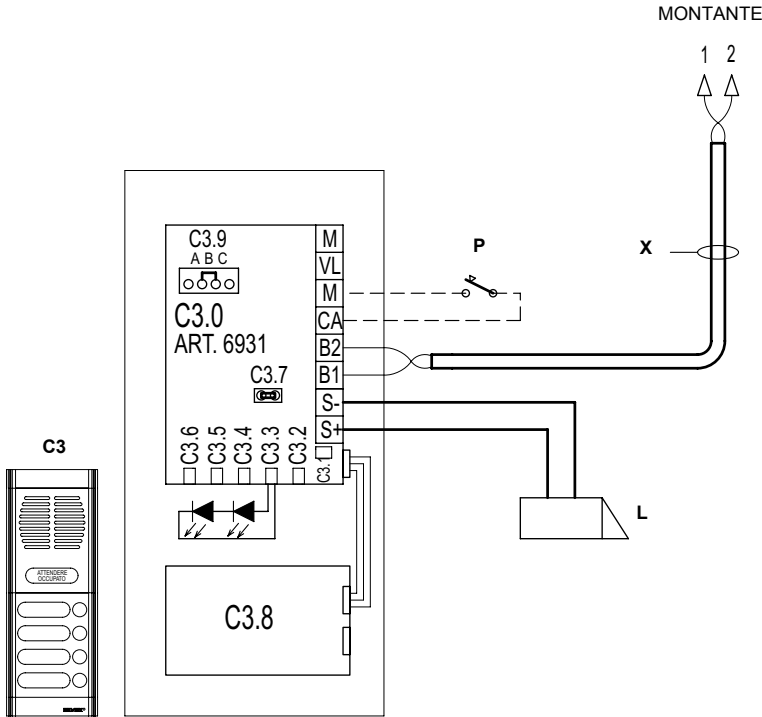 MONTANTE
1 2
C3.9
A B C
M
VL
M
CA
B2
B1
S-
S+
P
X
C3.0
ART. 6931
C3.7
C3.6
C3.5
C3.4
C3.3
C3.2
C3.1
C3
ATTENDERE
OCCUPATO
L
C3.8